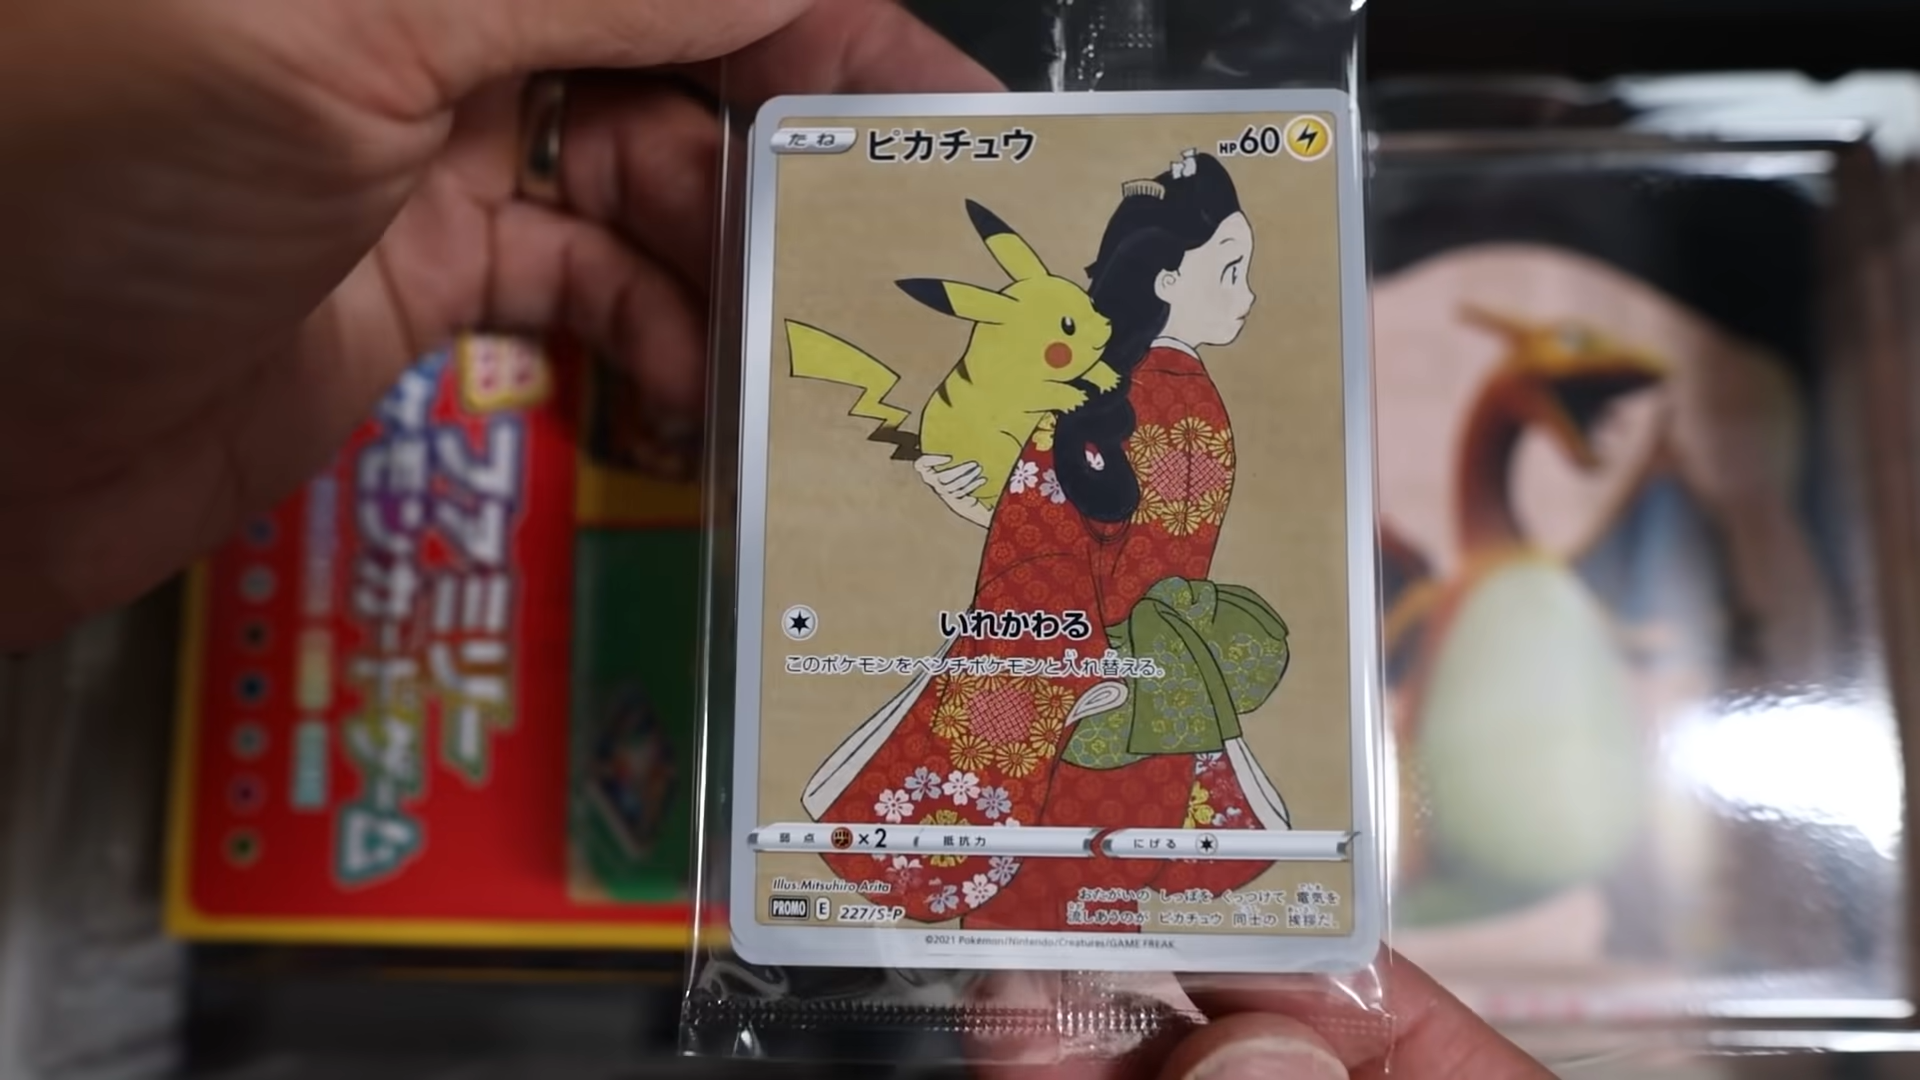 たね ピカチュウ HP60
いれかわる
このポケモンをベンチポケモンと入れ替える。
弱点 ×2 抵抗力 にげる
Illus. Mitsuhiro Arita
PROMO E 227/S-P
おたがいの しっぽを くっつけて 電気を
流しあうのが ピカチュウ 同士の 挨拶だ。
©2021 Pokémon/Nintendo/Creatures/GAME FREAK
ファミリー
ポケモンカードゲーム